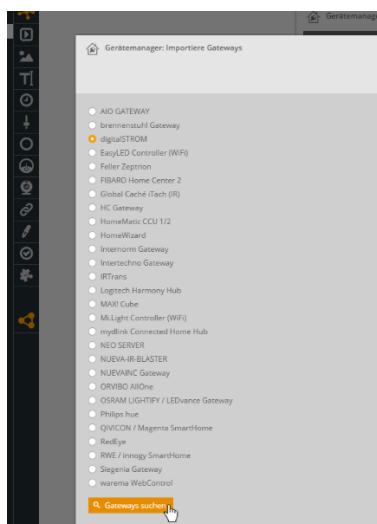 Gerätemanage
Gerätemanager: Importiere Gateways
AIO GATEWAY
brennenstuhl Gateway
digitalSTROM
EasyLED Controller (WiFi)
Feller Zeptrion
FIBARO Home Center 2
Global Caché iTach (IR)
HC Gateway
HomeMatic CCU 1/2
HomeWizard
Internorm Gateway
Intertechno Gateway
IRTrans
Logitech Harmony Hub
MAX! Cube
Mi.Light Controller (WiFi)
mydlink Connected Home Hub
NEO SERVER
NUEVA-IR-BLASTER
NUEVAINC Gateway
ORVIBO AllOne
OSRAM LIGHTIFY / LEDvance Gateway
Philips hue
QIVICON / Magenta SmartHome
RedEye
RWE / innogy SmartHome
Siegenia Gateway
warema WebControl
Gateways suchen